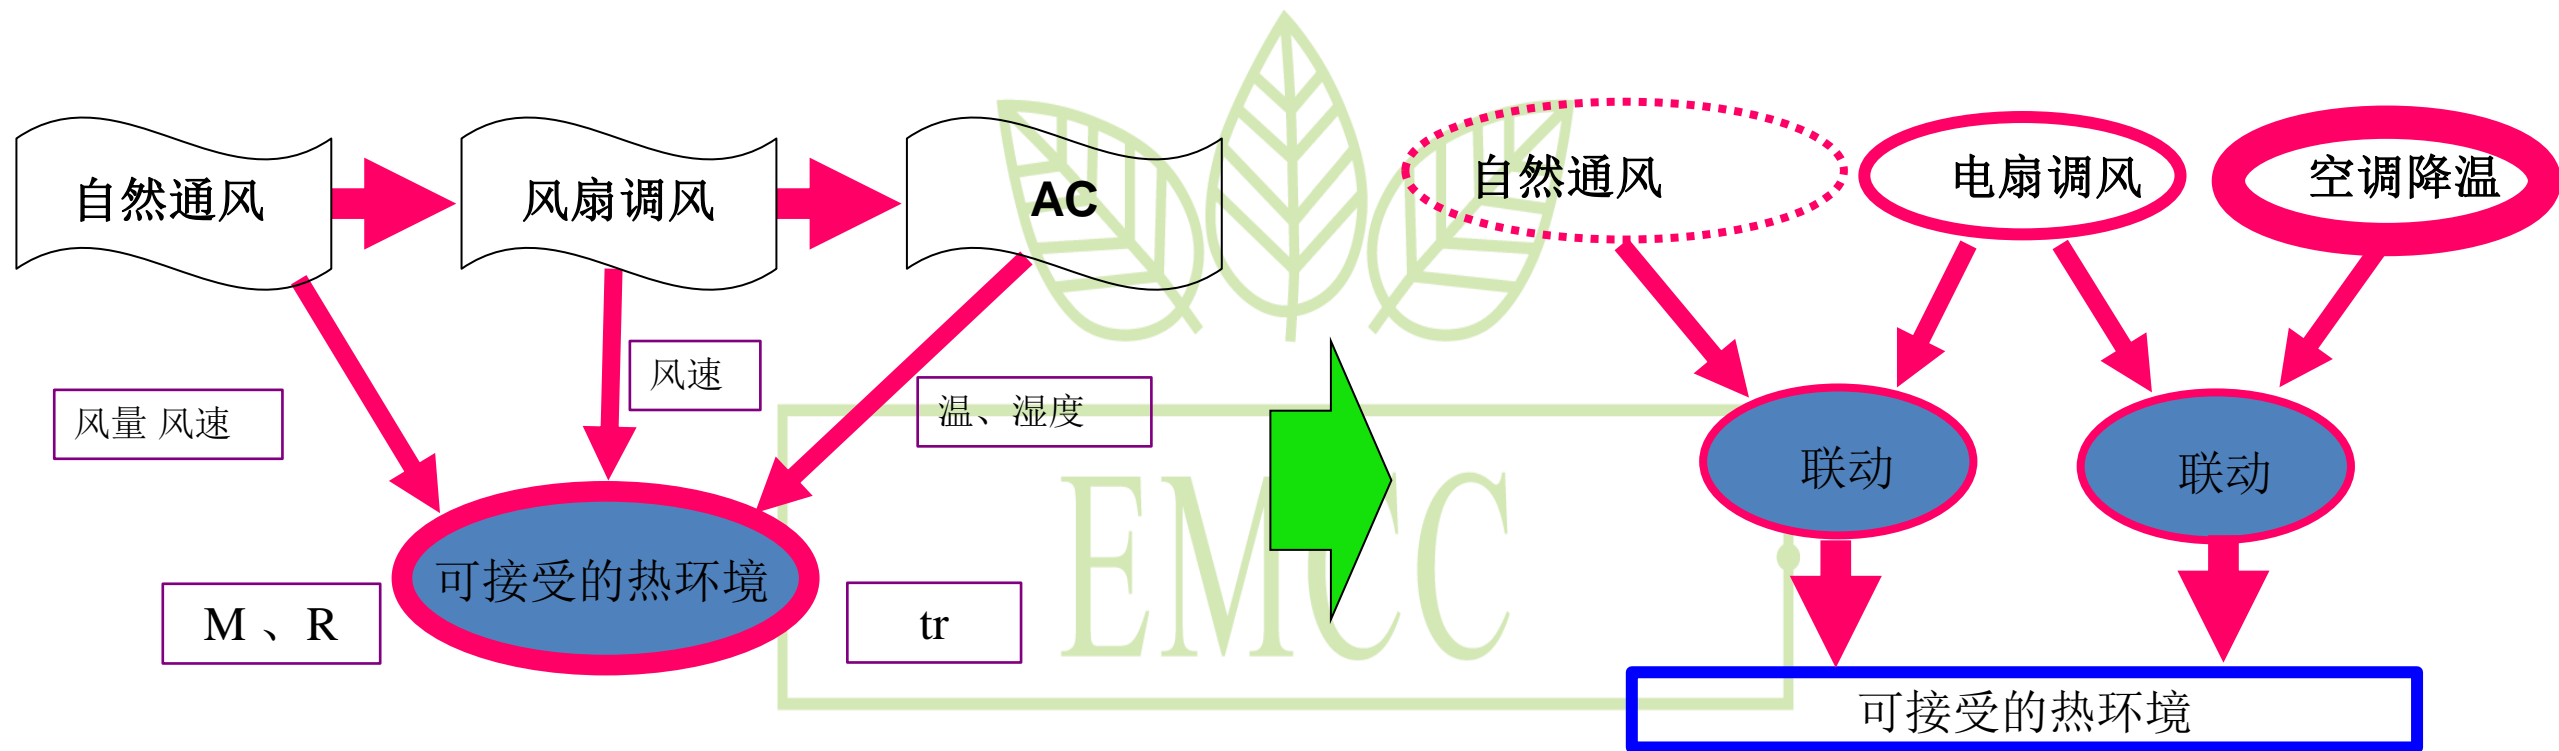 自然通风
风扇调风
AC
风量 风速
风速
温、湿度
可接受的热环境
M 、R
tr
自然通风
电扇调风
空调降温
联动
联动
可接受的热环境
EMCC